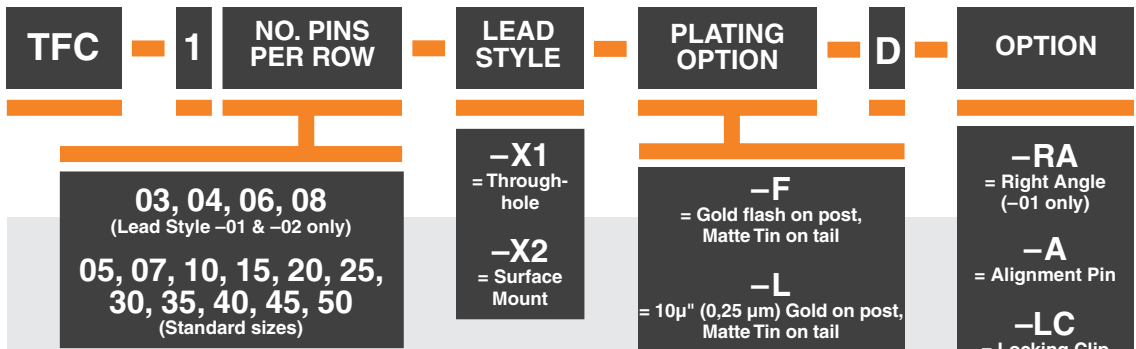 TFC
1
NO. PINS
PER ROW
LEAD
STYLE
PLATING
OPTION
D
OPTION
03, 04, 06, 08
(Lead Style –01 & –02 only)
05, 07, 10, 15, 20, 25,
30, 35, 40, 45, 50
(Standard sizes)
–X1
= Through-
hole
–X2
= Surface
Mount
–F
= Gold flash on post,
Matte Tin on tail
–L
= 10µ" (0,25 µm) Gold on post,
Matte Tin on tail
–RA
= Right Angle
(–01 only)
–A
= Alignment Pin
–LC
= Locking Clip